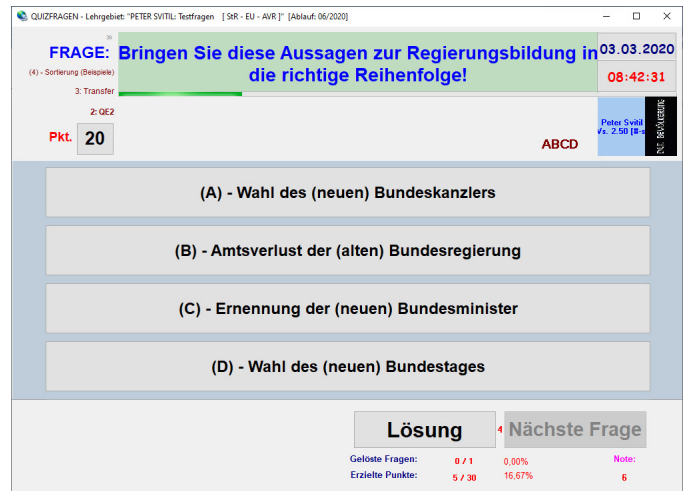 QUIZFRAGEN - Lehrgebiet: "PETER SVITIL: Testfragen [ StR - EU - AVR ]" [Ablauf: 06/2020]
39
FRAGE:
(4) - Sortierung (Beispiele)
3: Transfer
2: QE2
Pkt. 20
Bringen Sie diese Aussagen zur Regierungsbildung in
die richtige Reihenfolge!
03.03.2020
08:42:31
Peter Svitil
Vs. 2.50 [#-s
BEVÖLKERUNG
ABCD
(A) - Wahl des (neuen) Bundeskanzlers
(B) - Amtsverlust der (alten) Bundesregierung
(C) - Ernennung der (neuen) Bundesminister
(D) - Wahl des (neuen) Bundestages
Lösung
4
Nächste Frage
Gelöste Fragen: 0 / 1 0,00% Note:
Erzielte Punkte: 5 / 30 16,67% 6